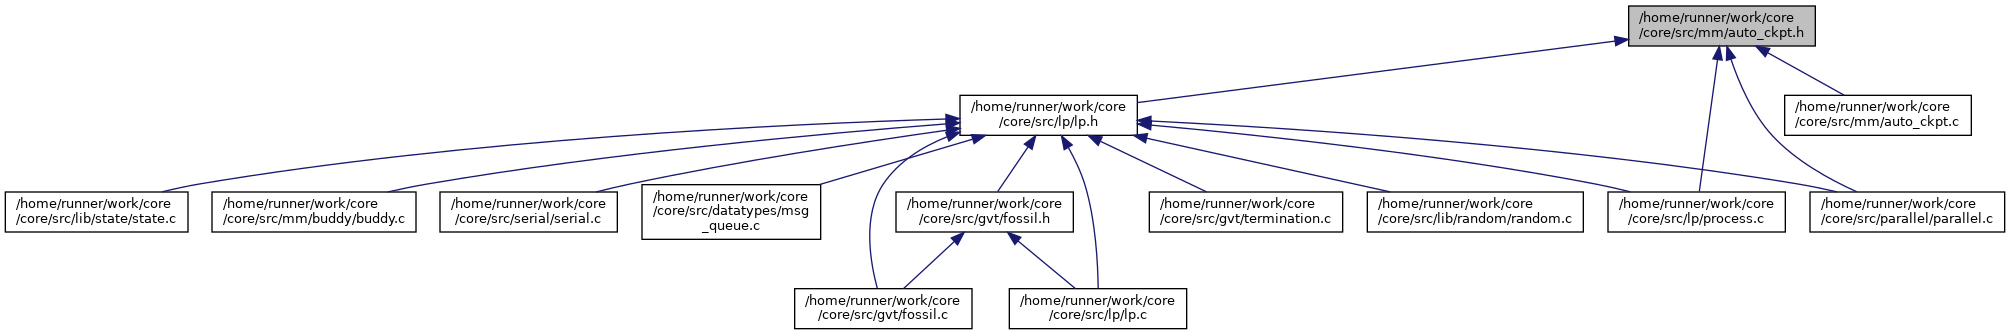 /home/runner/work/core
/core/src/mm/auto_ckpt.h
/home/runner/work/core
/core/src/lp/lp.h
/home/runner/work/core
/core/src/mm/auto_ckpt.c
/home/runner/work/core
/core/src/lib/state/state.c
/home/runner/work/core
/core/src/mm/buddy/buddy.c
/home/runner/work/core
/core/src/serial/serial.c
/home/runner/work/core
/core/src/datatypes/msg
_queue.c
/home/runner/work/core
/core/src/gvt/fossil.h
/home/runner/work/core
/core/src/gvt/termination.c
/home/runner/work/core
/core/src/lib/random/random.c
/home/runner/work/core
/core/src/lp/process.c
/home/runner/work/core
/core/src/parallel/parallel.c
/home/runner/work/core
/core/src/gvt/fossil.c
/home/runner/work/core
/core/src/lp/lp.c